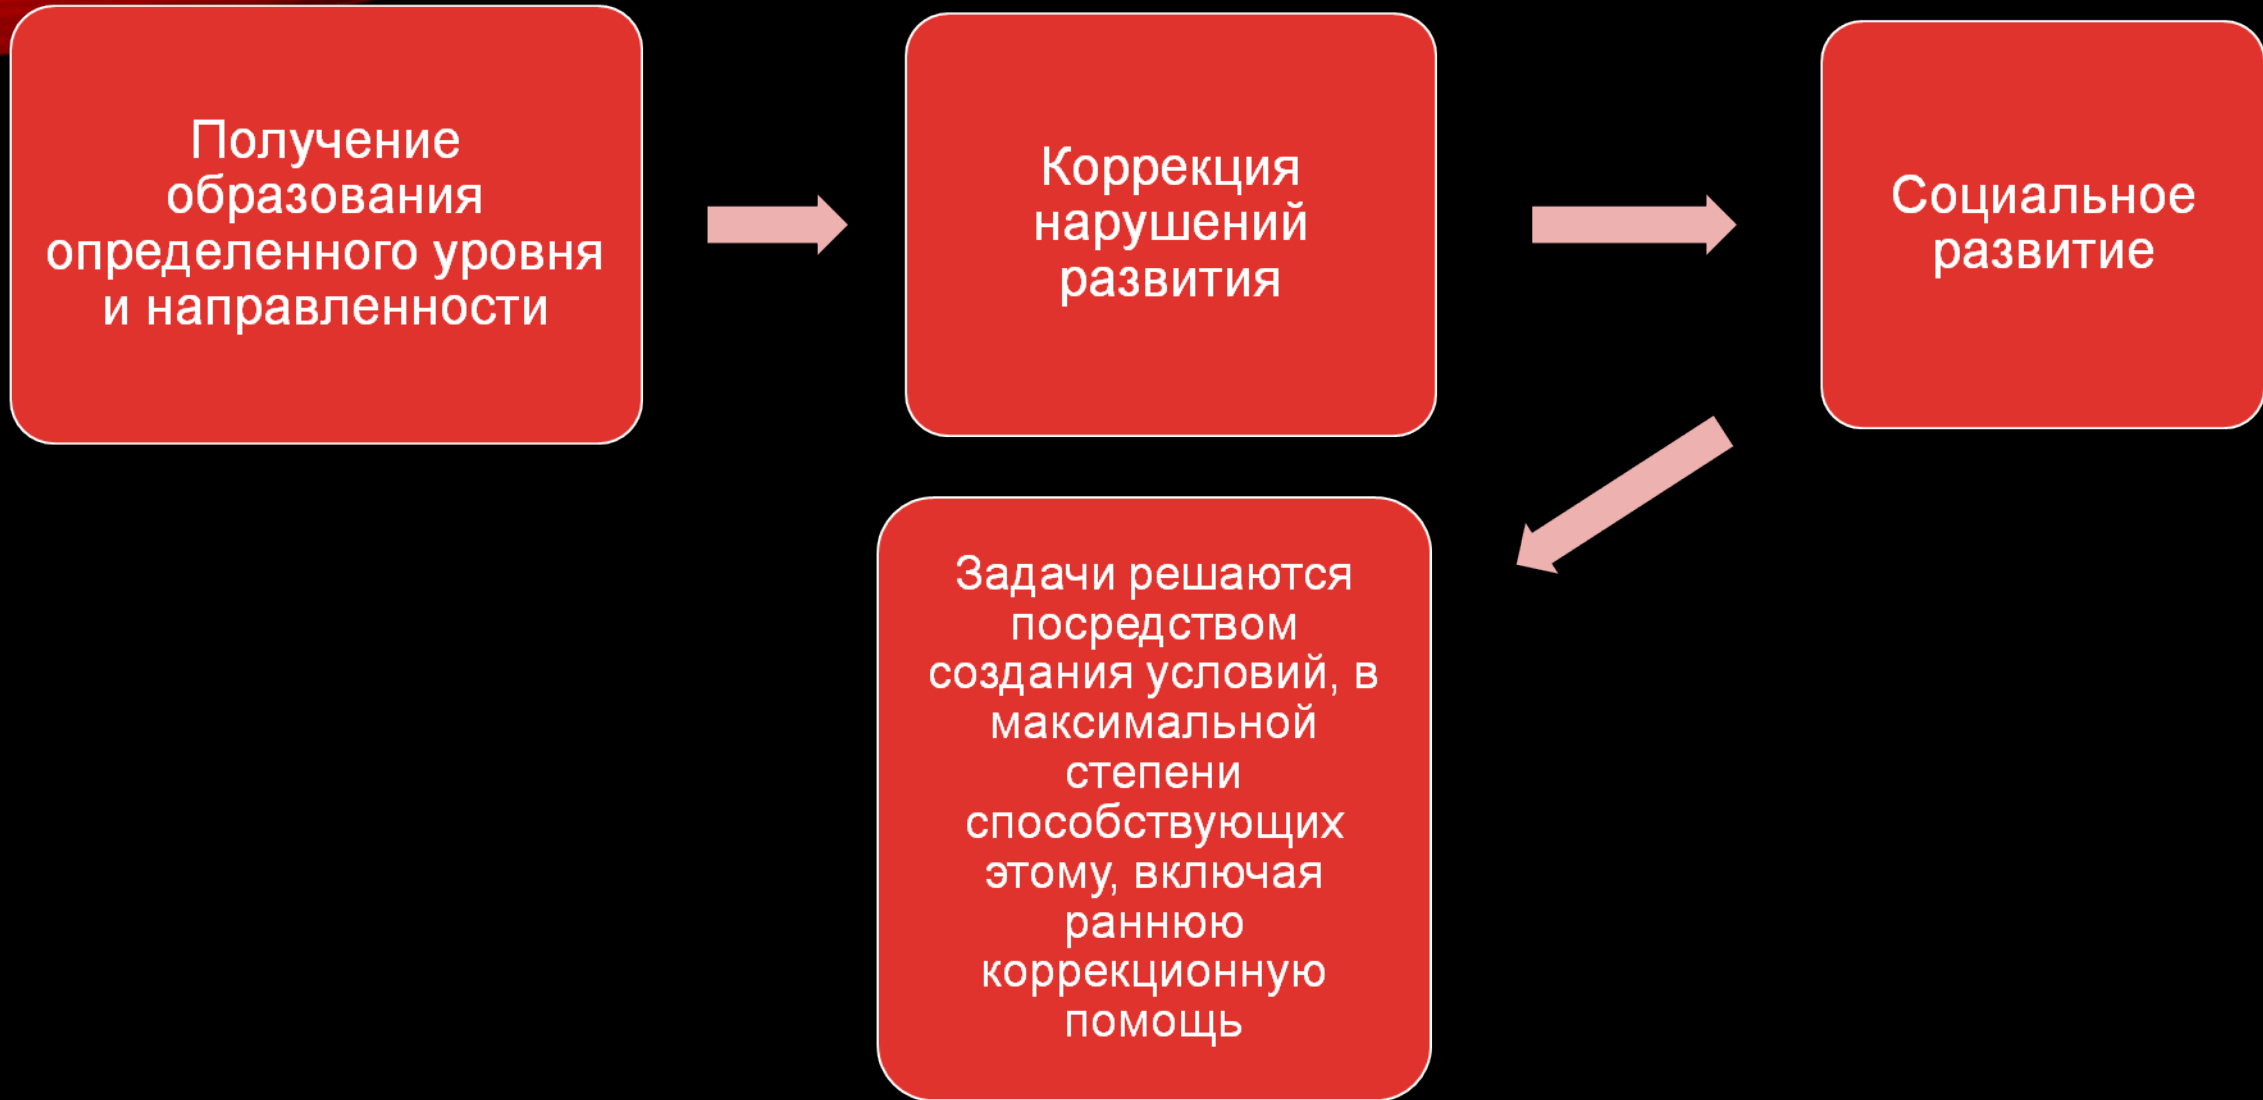 Получение
образования
определенного уровня
и направленности
Коррекция
нарушений
развития
Социальное
развитие
Задачи решаются
посредством
создания условий, в
максимальной
степени
способствующих
этому, включая
раннюю
коррекционную
помощь